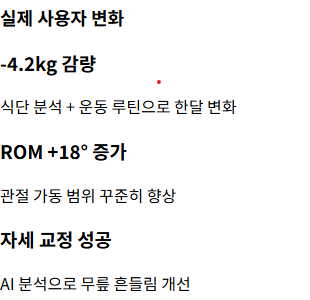 실제 사용자 변화
-4.2kg 감량
식단 분석 + 운동 루틴으로 한달 변화
ROM +18° 증가
관절 가동 범위 꾸준히 향상
자세 교정 성공
AI 분석으로 무릎 흔들림 개선